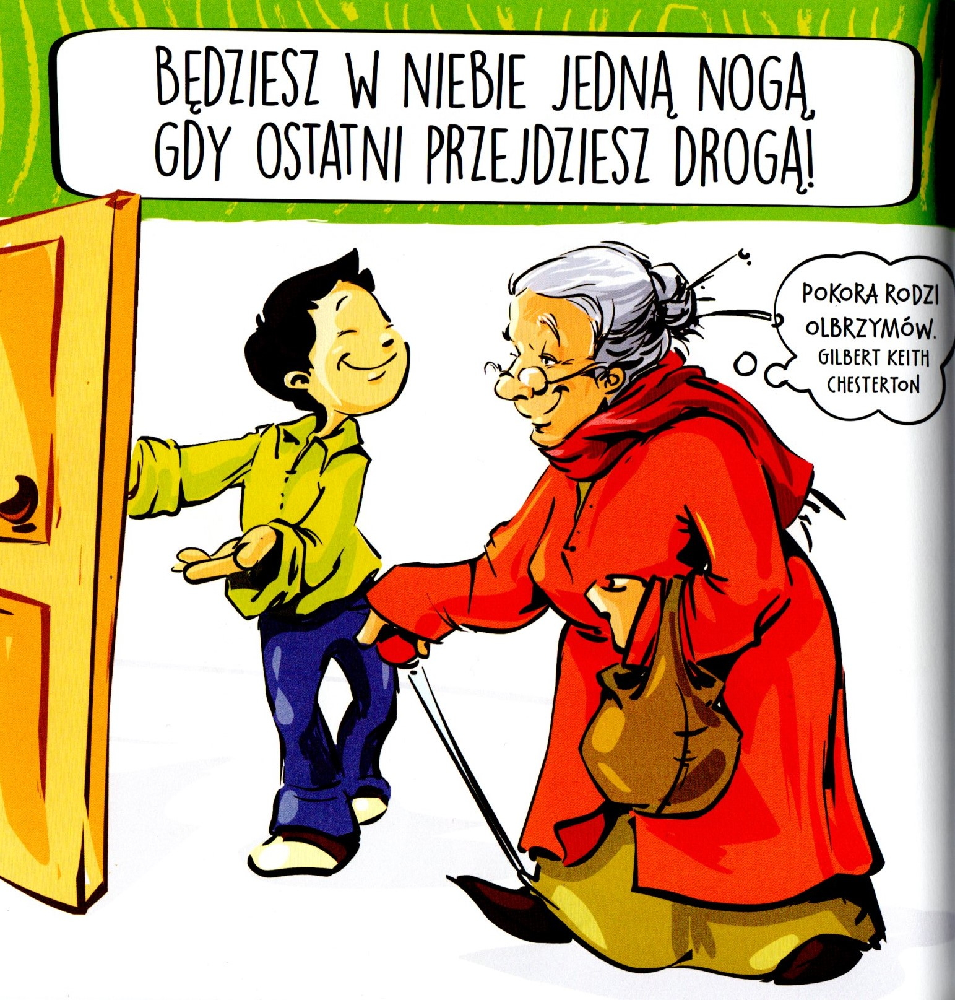 BĘDZIESZ W NIEBIE JEDNĄ NOGĄ,
GDY OSTATNI PRZEJDZIESZ DROGĄ!
POKORA RODZI
OLBRZYMÓW.
GILBERT KEITH
CHESTERTON